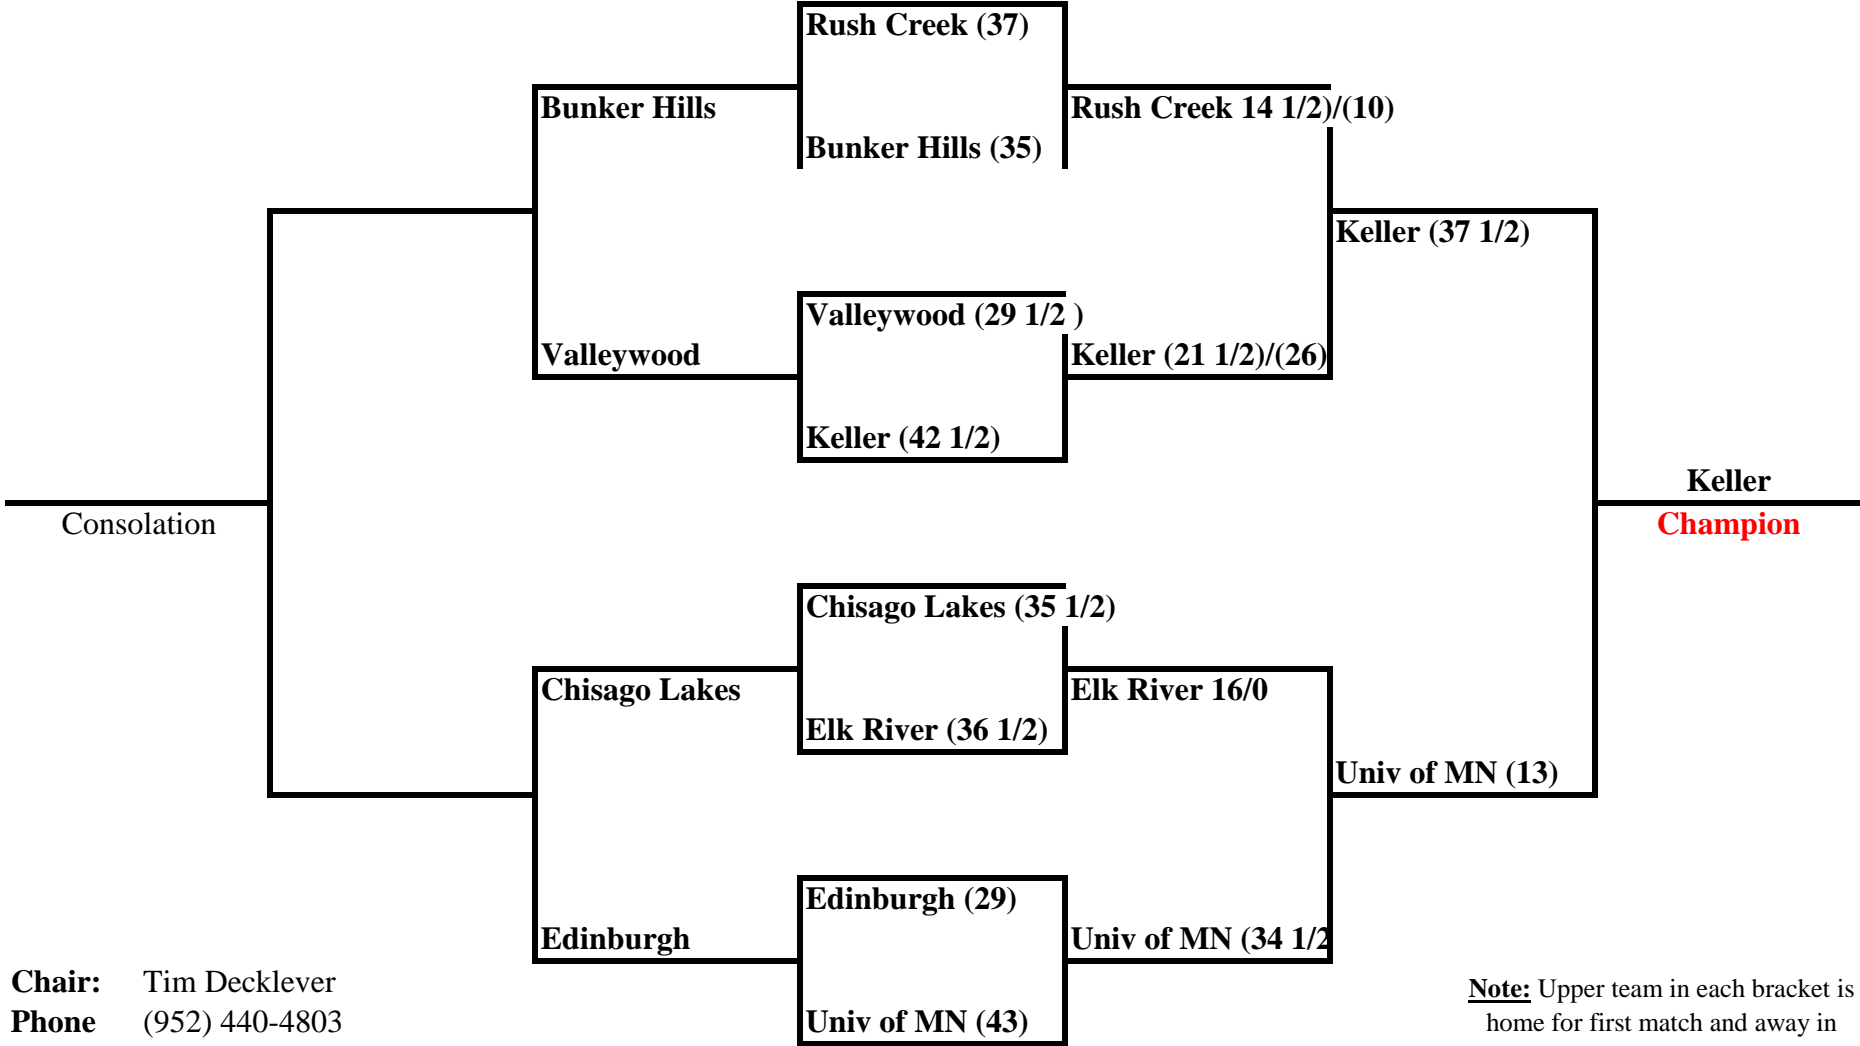 Rush Creek (37)
Bunker Hills
Rush Creek 14 1/2)/(10)
Bunker Hills (35)
Keller (37 1/2)
Valleywood (29 1/2 )
Valleywood
Keller (21 1/2)/(26)
Keller (42 1/2)
Keller
Consolation
Champion
Chisago Lakes (35 1/2)
Chisago Lakes
Elk River 16/0
Elk River (36 1/2)
Univ of MN (13)
Edinburgh (29)
Edinburgh
Univ of MN (34 1/2
Chair: Tim Decklever
Note: Upper team in each bracket is
Phone (952) 440-4803
Univ of MN (43)
home for first match and away in